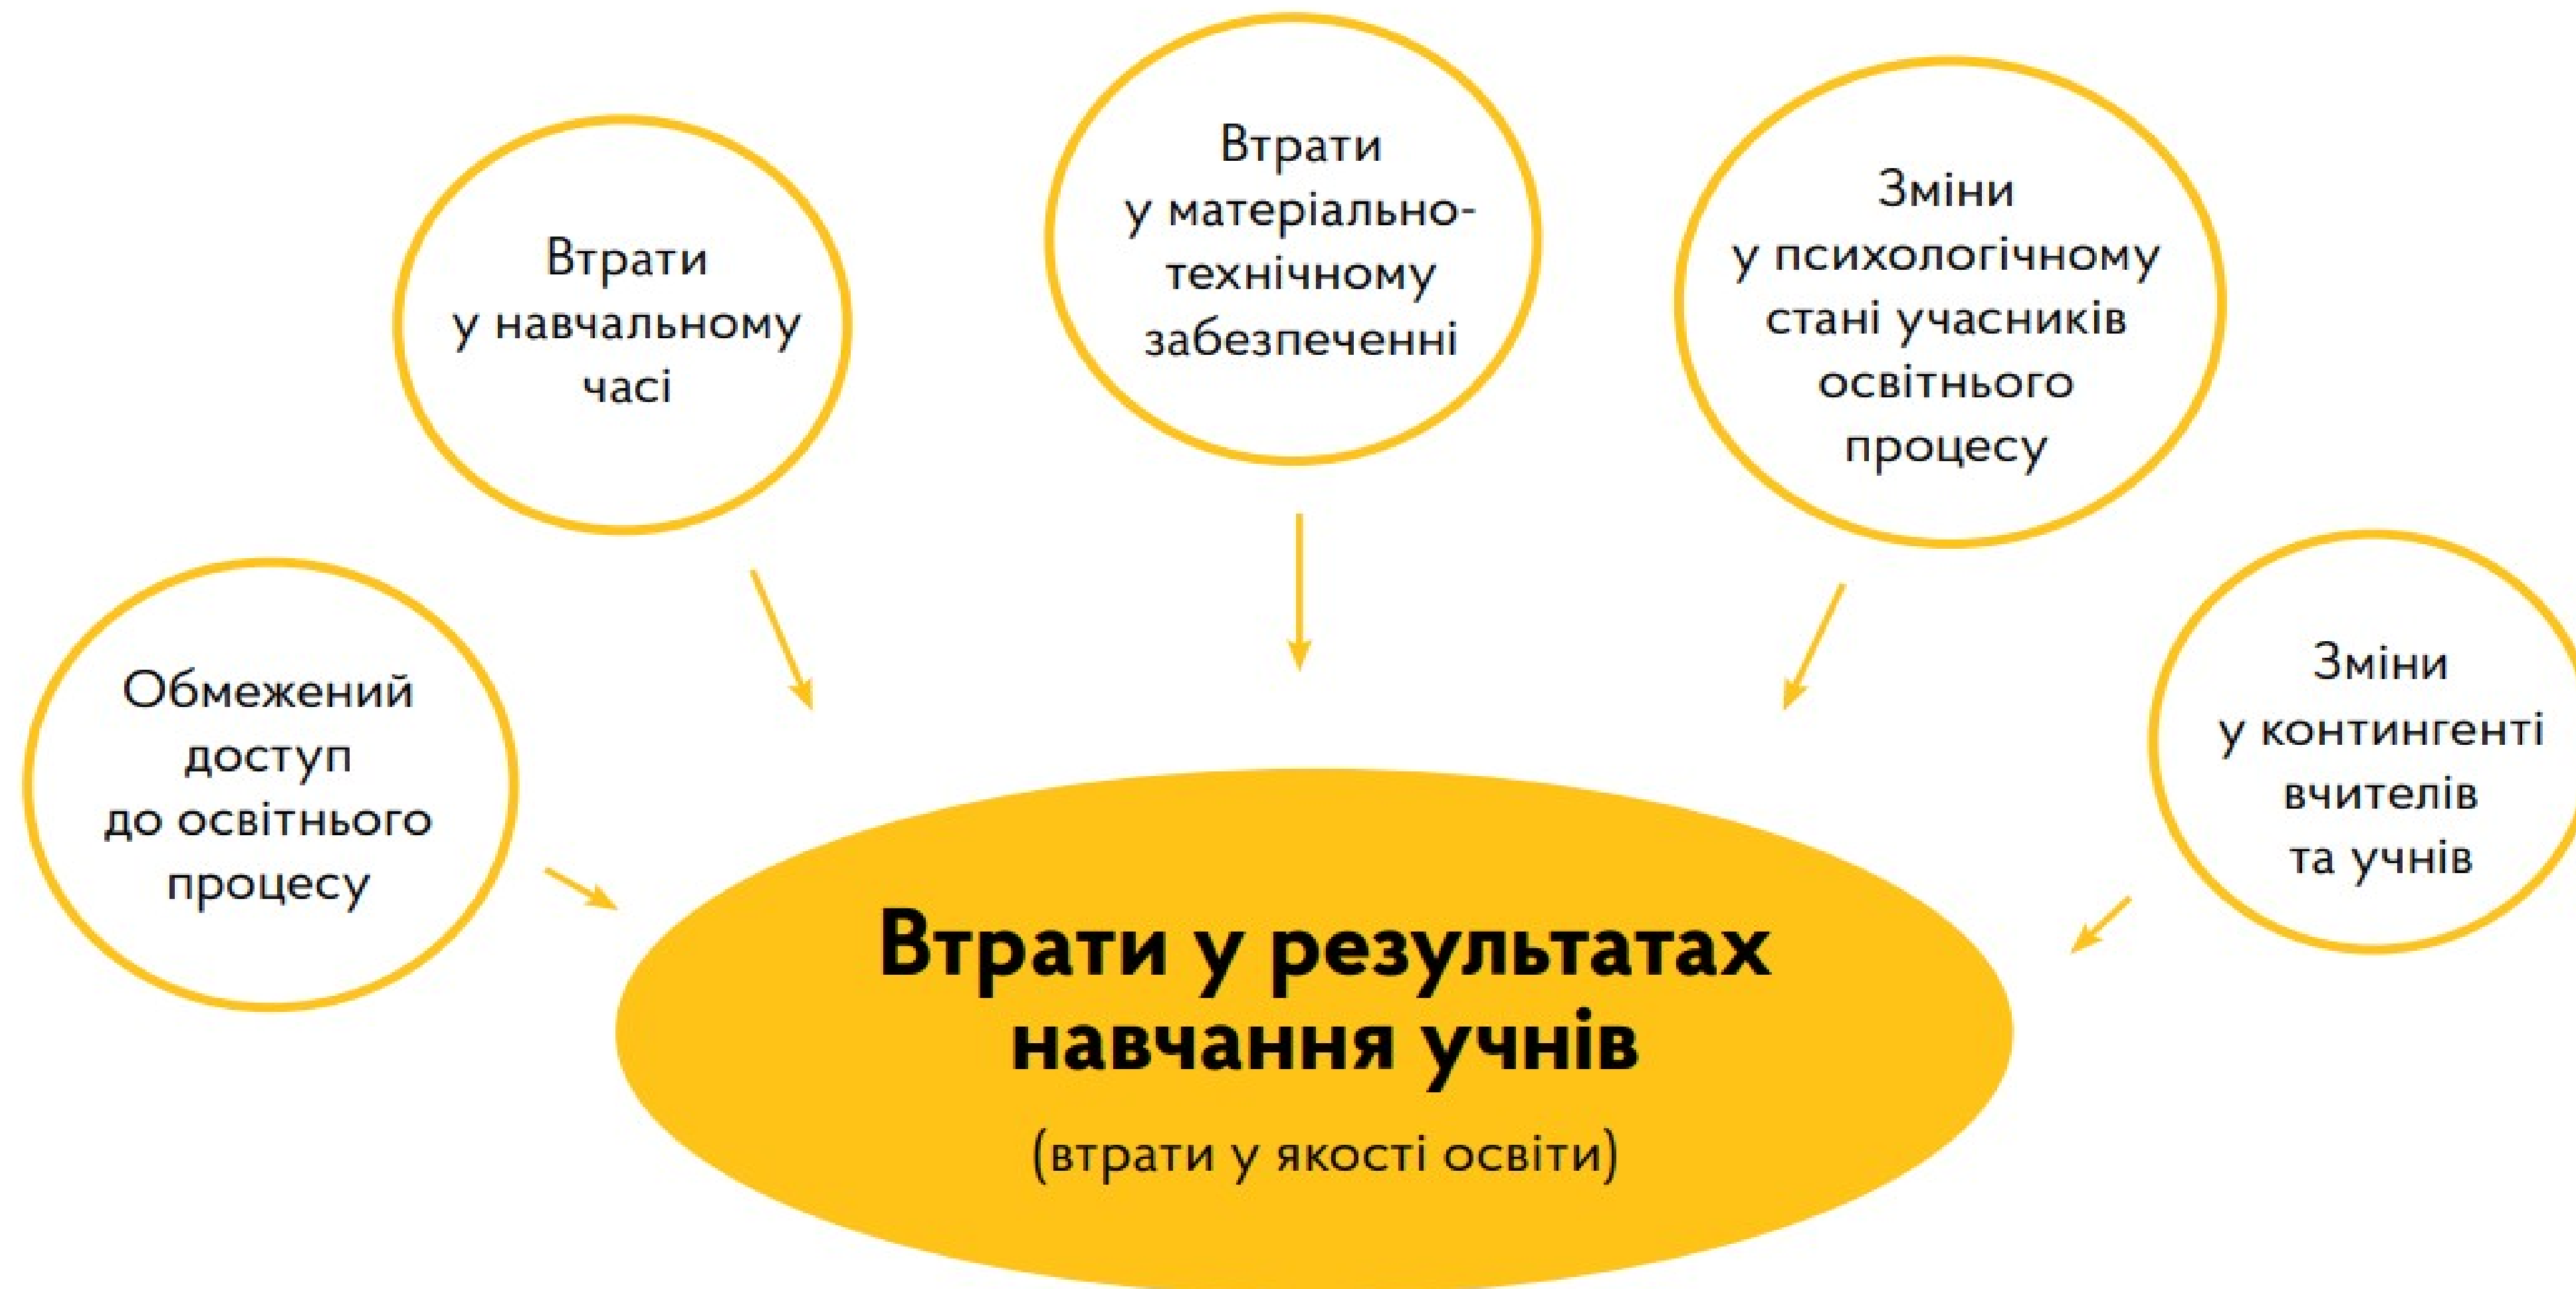 Втрати
у навчальному
часі
Втрати
у матеріально-
технічному
забезпеченні
Зміни
у психологічному
стані учасників
освітнього
процесу
Обмежений
доступ
до освітнього
процесу
Зміни
у контингенті
вчителів
та учнів
Втрати у результатах
навчання учнів
(втрати у якості освіти)